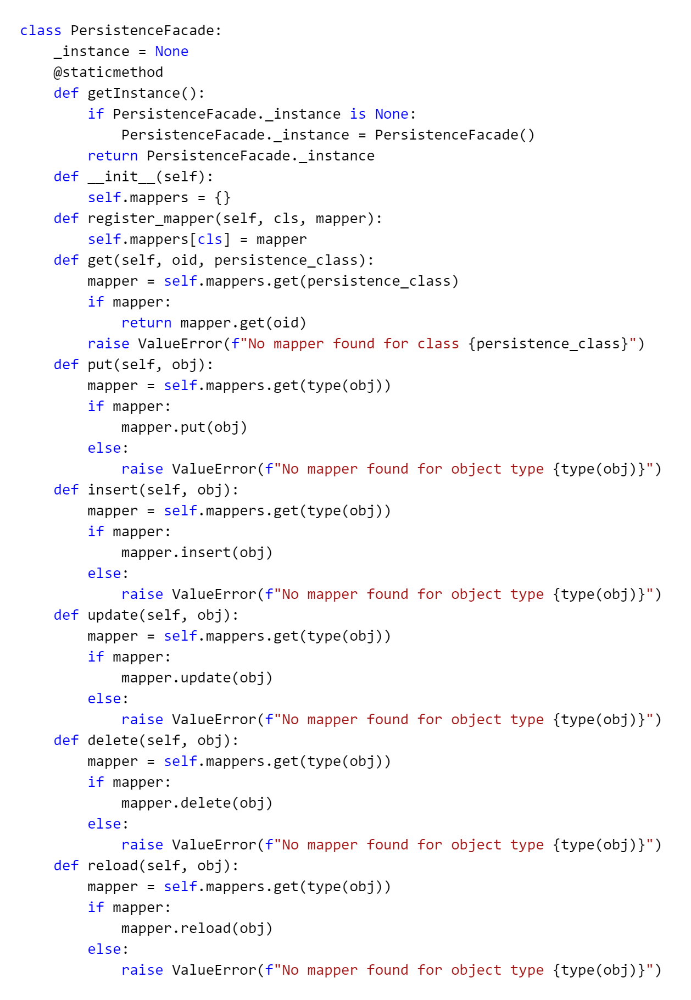 class PersistenceFacade:
    _instance = None
    @staticmethod
    def getInstance():
        if PersistenceFacade._instance is None:
            PersistenceFacade._instance = PersistenceFacade()
        return PersistenceFacade._instance
    def __init__(self):
        self.mappers = {}
    def register_mapper(self, cls, mapper):
        self.mappers[cls] = mapper
    def get(self, oid, persistence_class):
        mapper = self.mappers.get(persistence_class)
        if mapper:
            return mapper.get(oid)
        raise ValueError(f"No mapper found for class {persistence_class}")
    def put(self, obj):
        mapper = self.mappers.get(type(obj))
        if mapper:
            mapper.put(obj)
        else:
            raise ValueError(f"No mapper found for object type {type(obj)}")
    def insert(self, obj):
        mapper = self.mappers.get(type(obj))
        if mapper:
            mapper.insert(obj)
        else:
            raise ValueError(f"No mapper found for object type {type(obj)}")
    def update(self, obj):
        mapper = self.mappers.get(type(obj))
        if mapper:
            mapper.update(obj)
        else:
            raise ValueError(f"No mapper found for object type {type(obj)}")
    def delete(self, obj):
        mapper = self.mappers.get(type(obj))
        if mapper:
            mapper.delete(obj)
        else:
            raise ValueError(f"No mapper found for object type {type(obj)}")
    def reload(self, obj):
        mapper = self.mappers.get(type(obj))
        if mapper:
            mapper.reload(obj)
        else:
            raise ValueError(f"No mapper found for object type {type(obj)}")